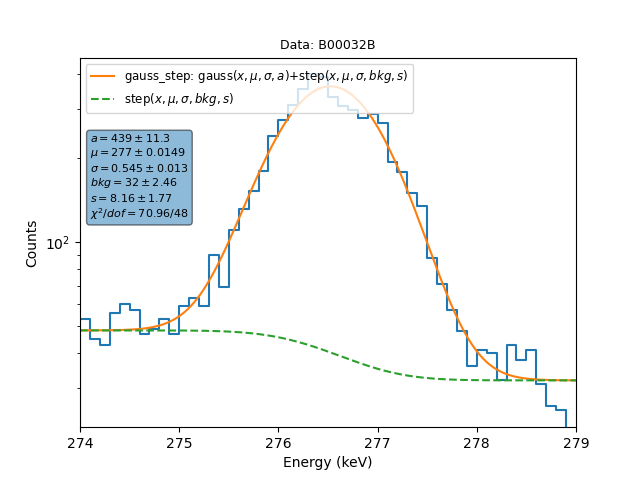 Data: B00032B
gauss_step: gauss(x, μ, σ, a)+step(x, μ, σ, bkg, s)
step(x, μ, σ, bkg, s)
a = 439 ± 11.3
μ = 277 ± 0.0149
σ = 0.545 ± 0.013
bkg = 32 ± 2.46
s = 8.16 ± 1.77
χ²/dof = 70.96/48
10²
Counts
274 275 276 277 278 279
Energy (keV)